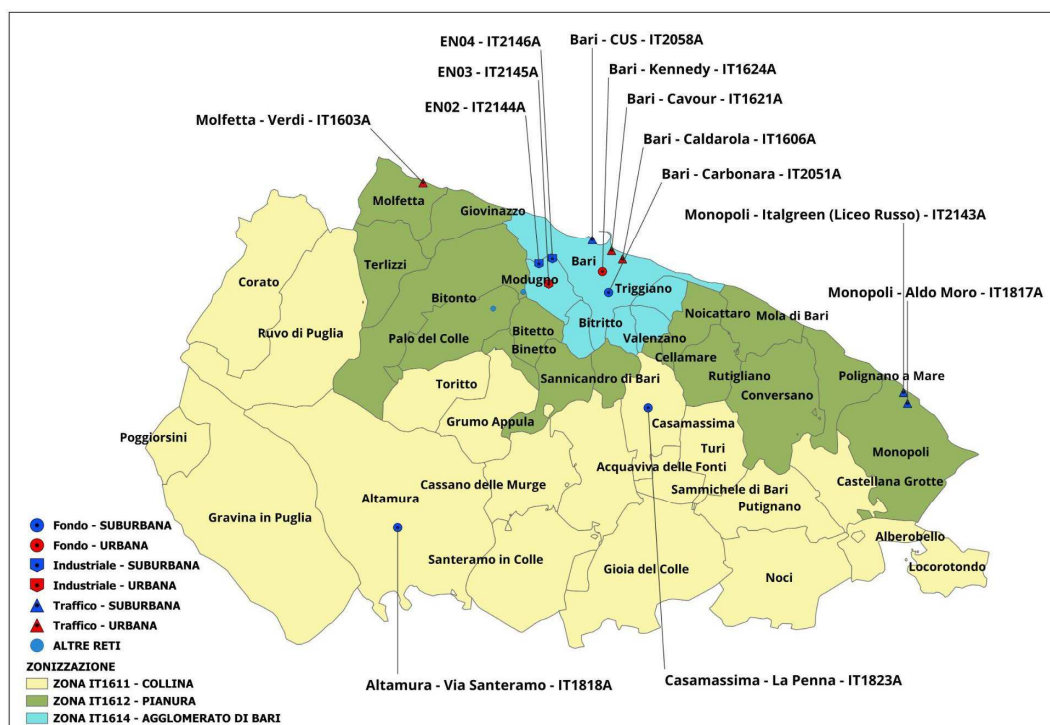 EN04 - IT2146A
Bari - CUS - IT2058A
EN03 - IT2145A
Bari - Kennedy - IT1624A
EN02 - IT2144A
Bari - Cavour - IT1621A
Molfetta - Verdi - IT1603A
Bari - Caldarola - IT1606A
Bari - Carbonara - IT2051A
Monopoli - Italgreen (Liceo Russo) - IT2143A
Monopoli - Aldo Moro - IT1817A
Molfetta
Giovinazzo
Terlizzi
Bari
Corato
Modugno
Triggiano
Bitonto
Noicattaro
Mola di Bari
Ruvo di Puglia
Palo del Colle
Bitetto
Bitritto
Valenzano
Binetto
Cellamare
Toritto
Sannicandro di Bari
Rutigliano
Polignano a Mare
Conversano
Grumo Appula
Casamassima
Poggiorsini
Turi
Monopoli
Acquaviva delle Fonti
Cassano delle Murge
Sammichele di Bari
Castellana Grotte
Altamura
Putignano
Gravina in Puglia
Alberobello
Santeramo in Colle
Gioia del Colle
Noci
Locorotondo
Fondo - SUBURBANA
Fondo - URBANA
Industriale - SUBURBANA
Industriale - URBANA
Traffico - SUBURBANA
Traffico - URBANA
ALTRE RETI
ZONIZZAZIONE
ZONA IT1611 - COLLINA
ZONA IT1612 - PIANURA
ZONA IT1614 - AGGLOMERATO DI BARI
Altamura - Via Santeramo - IT1818A
Casamassima - La Penna - IT1823A